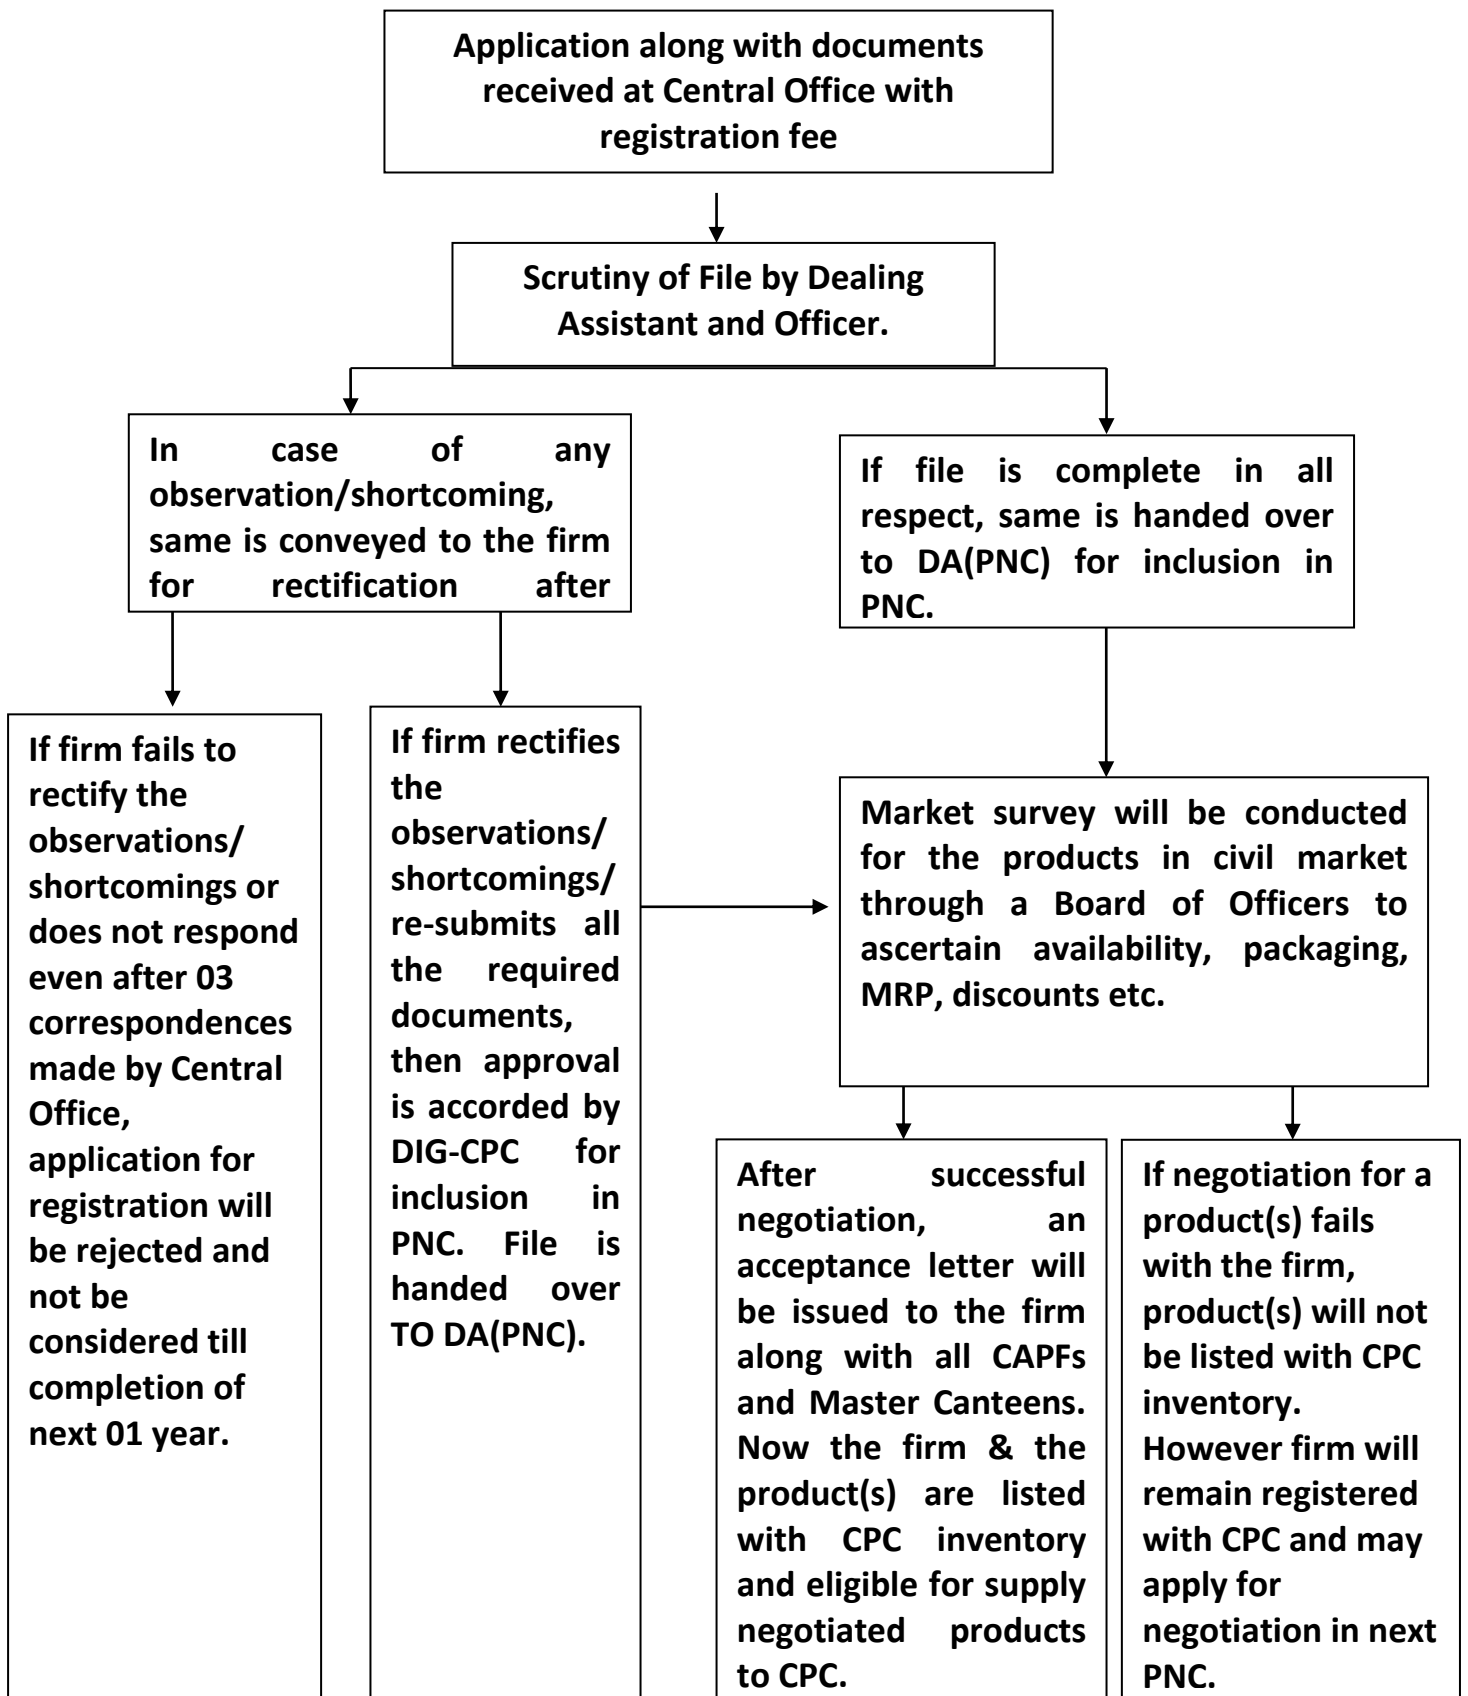 Application along with documents
received at Central Office with
registration fee
Scrutiny of File by Dealing
Assistant and Officer.
In case of any
observation/shortcoming,
same is conveyed to the firm
for rectification after
If file is complete in all
respect, same is handed over
to DA(PNC) for inclusion in
PNC.
If firm fails to
rectify the
observations/
shortcomings or
does not respond
even after 03
correspondences
made by Central
Office,
application for
registration will
be rejected and
not be
considered till
completion of
next 01 year.
If firm rectifies
the
observations/
shortcomings/
re-submits all
the required
documents,
then approval
is accorded by
DIG-CPC for
inclusion in
PNC. File is
handed over
TO DA(PNC).
Market survey will be conducted
for the products in civil market
through a Board of Officers to
ascertain availability, packaging,
MRP, discounts etc.
After successful
negotiation, an
acceptance letter will
be issued to the firm
along with all CAPFs
and Master Canteens.
Now the firm & the
product(s) are listed
with CPC inventory
and eligible for supply
negotiated products
to CPC.
If negotiation for a
product(s) fails
with the firm,
product(s) will not
be listed with CPC
inventory.
However firm will
remain registered
with CPC and may
apply for
negotiation in next
PNC.